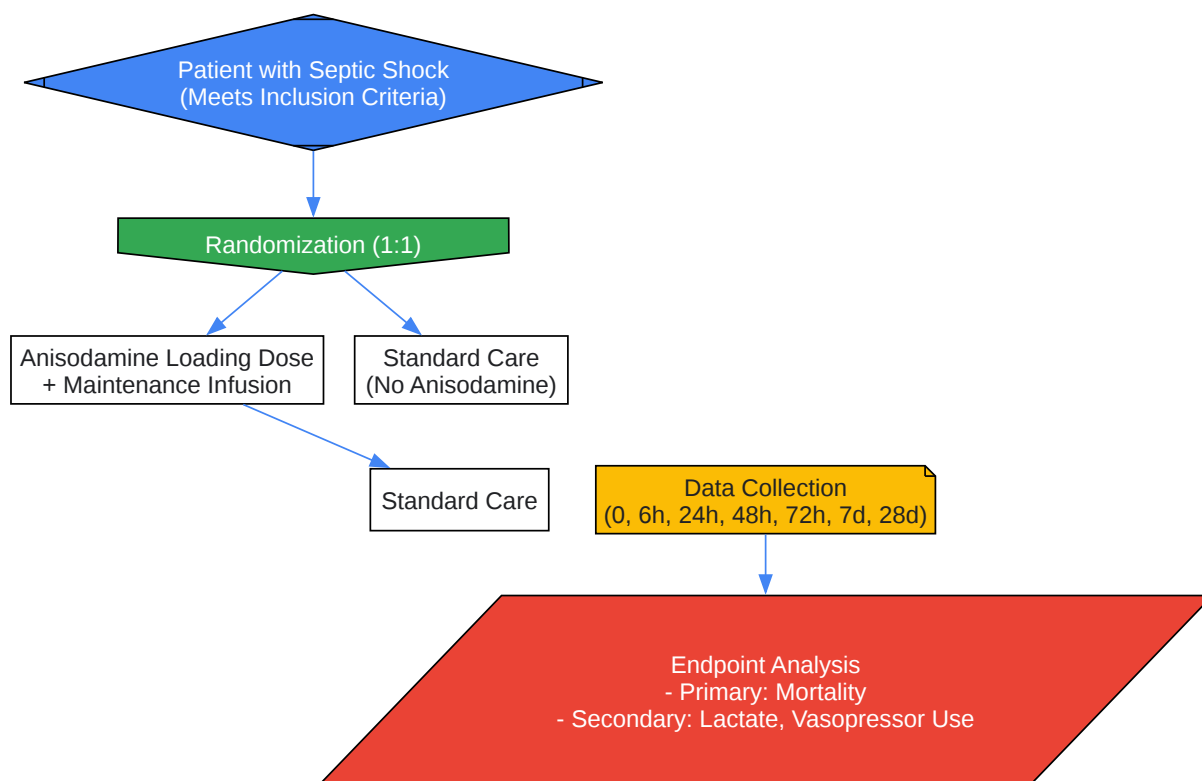 Patient with Septic Shock
(Meets Inclusion Criteria)
Randomization (1:1)
Anisodamine Loading Dose
+ Maintenance Infusion
Standard Care
(No Anisodamine)
Standard Care
Data Collection
(0, 6h, 24h, 48h, 72h, 7d, 28d)
Endpoint Analysis
- Primary: Mortality
- Secondary: Lactate, Vasopressor Use